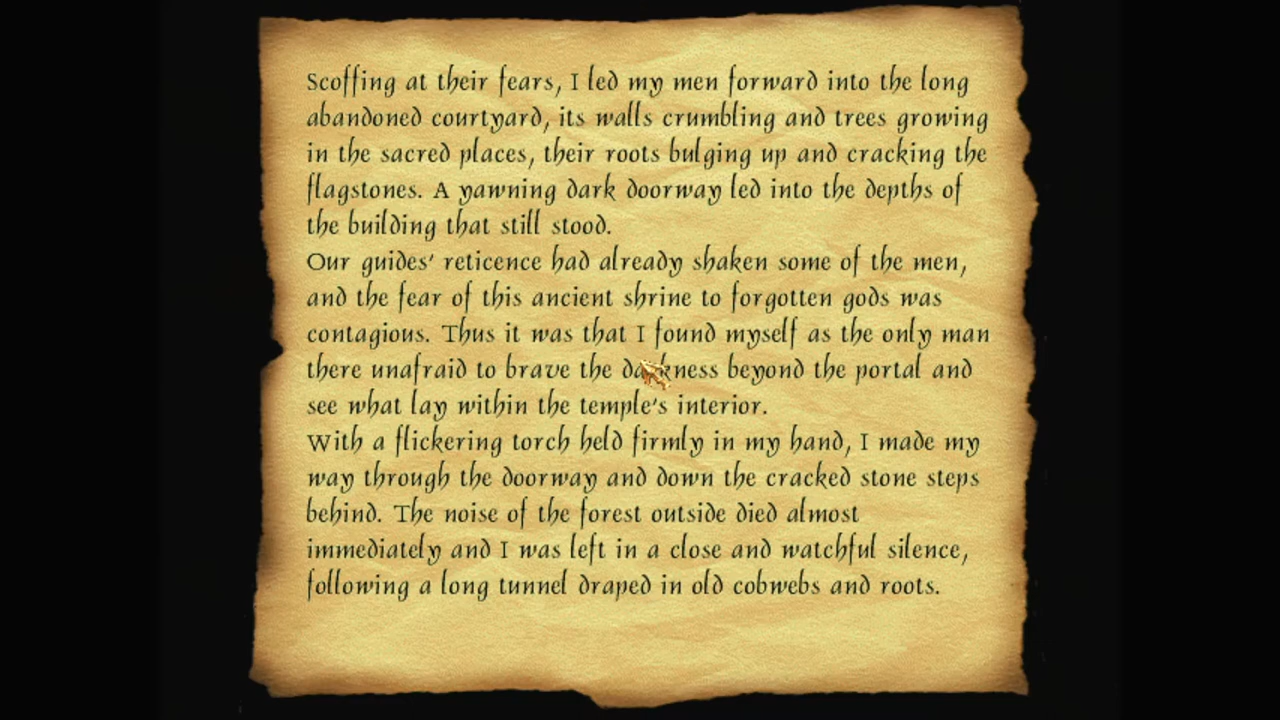 Scoffing at their fears, I led my men forward into the long
abandoned courtyard, its walls crumbling and trees growing
in the sacred places, their roots bulging up and cracking the
flagstones. A yawning dark doorway led into the depths of
the building that still stood.
Our guides' reticence had already shaken some of the men,
and the fear of this ancient shrine to forgotten gods was
contagious. Thus it was that I found myself as the only man
there unafraid to brave the darkness beyond the portal and
see what lay within the temple's interior.
With a flickering torch held firmly in my hand, I made my
way through the doorway and down the cracked stone steps
behind. The noise of the forest outside died almost
immediately and I was left in a close and watchful silence,
following a long tunnel draped in old cobwebs and roots.